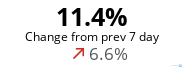 11.4%
Change from prev 7 day
↗ 6.6%